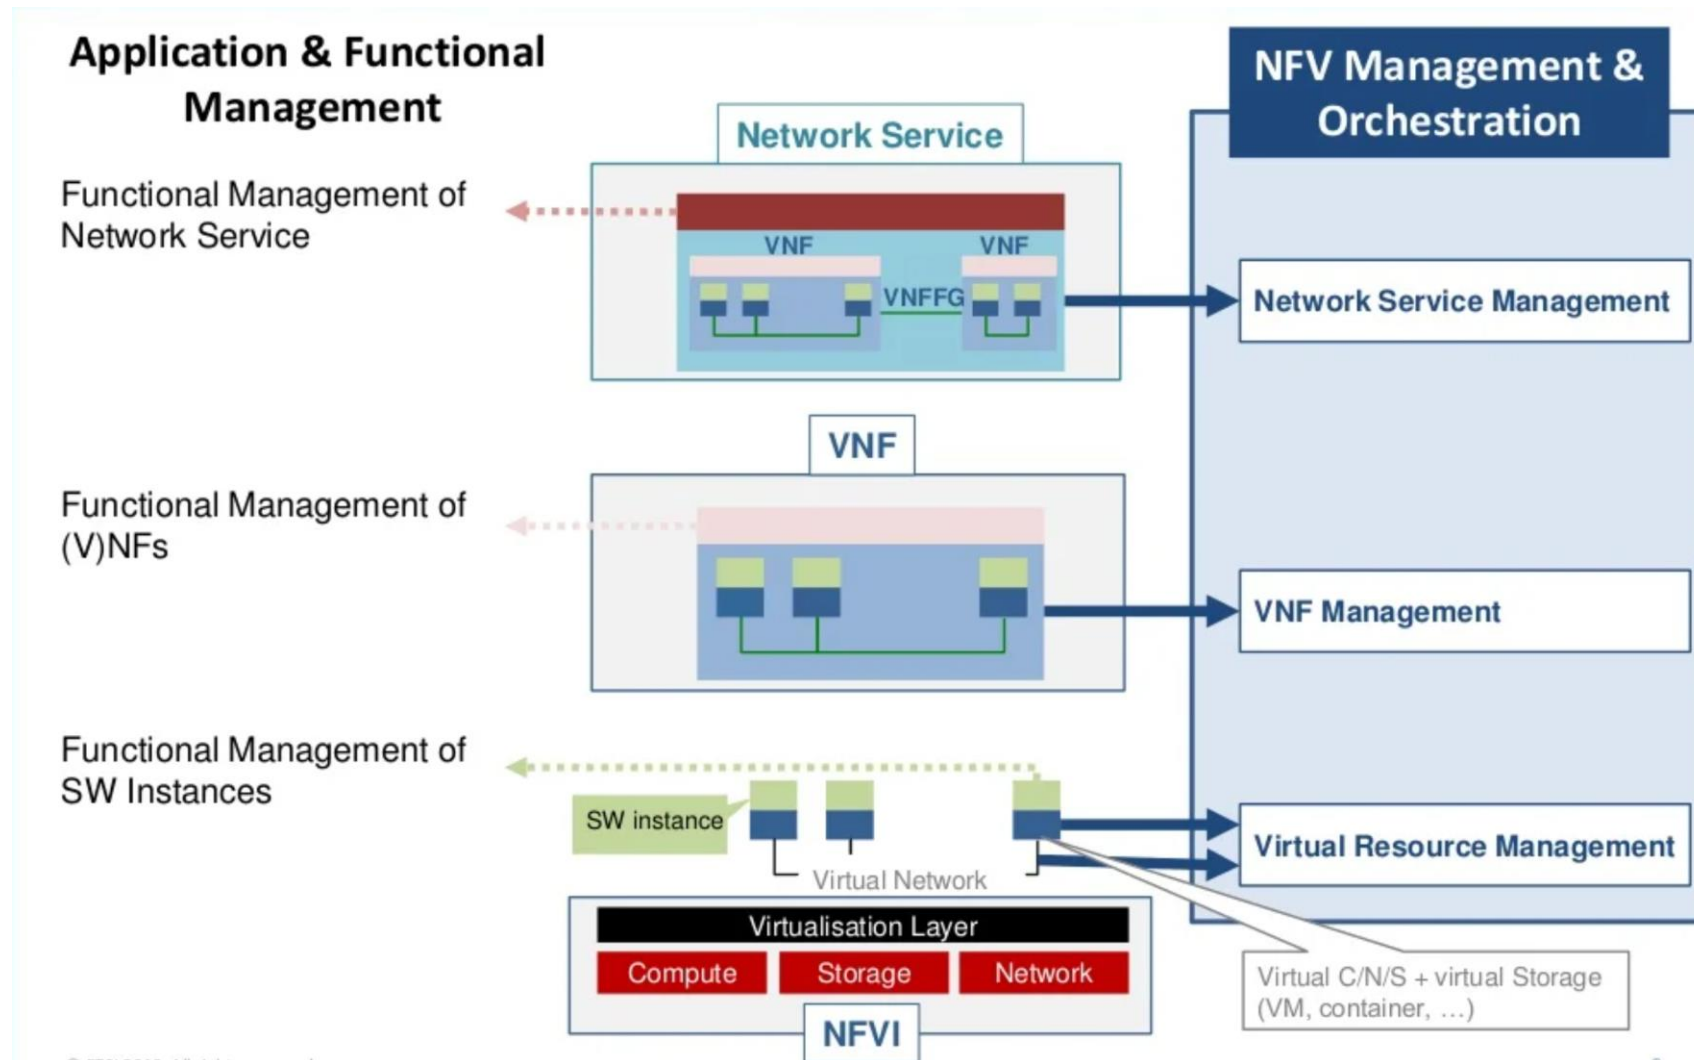 Application & Functional
Management
NFV Management &
Orchestration
Network Service
Functional Management of
Network Service
VNF
VNF
VNFFG
Network Service Management
VNF
Functional Management of
(V)NFs
VNF Management
Functional Management of
SW Instances
SW instance
Virtual Network
Virtual Resource Management
Virtualisation Layer
Compute
Storage
Network
NFVI
Virtual C/N/S + virtual Storage
(VM, container, …)